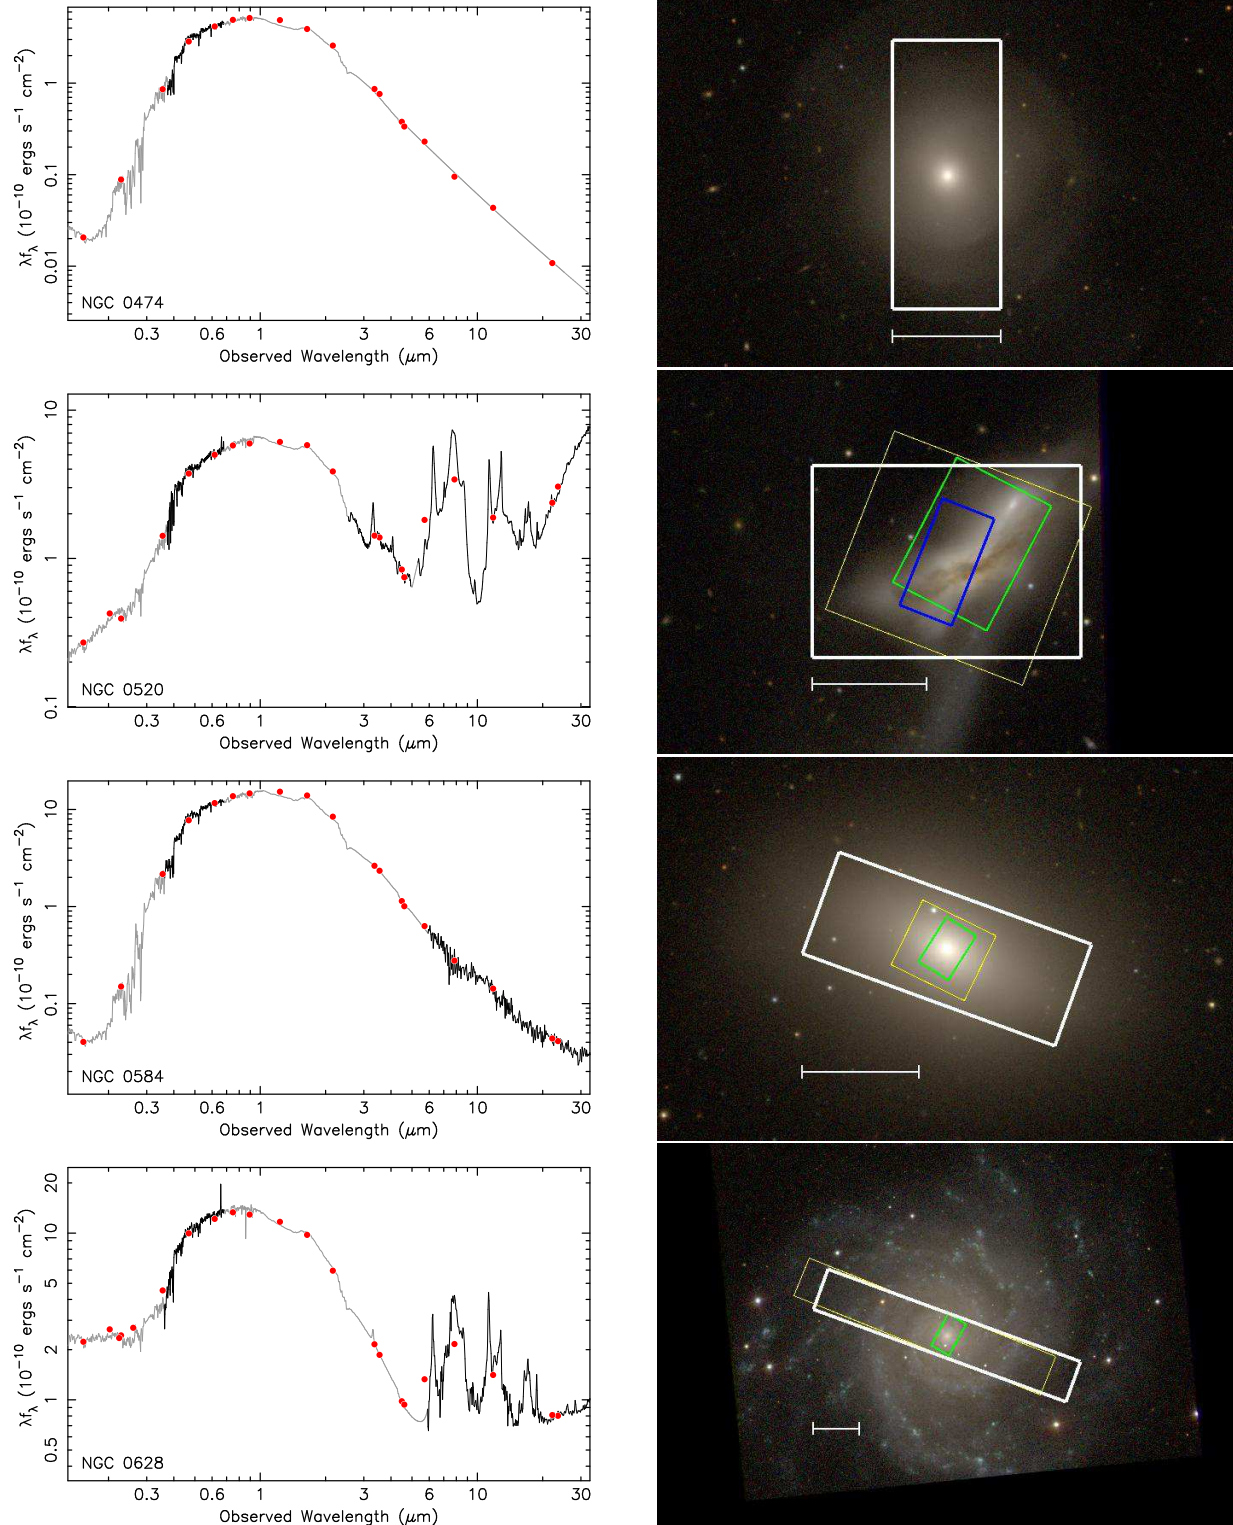 λfλ (10−10 ergs s−1 cm−2)
1
0.1
0.01
NGC 0474
0.3 0.6 1 3 6 10 30
Observed Wavelength (μm)
λfλ (10−10 ergs s−1 cm−2)
10
1
0.1
NGC 0520
0.3 0.6 1 3 6 10 30
Observed Wavelength (μm)
λfλ (10−10 ergs s−1 cm−2)
10
1
0.1
NGC 0584
0.3 0.6 1 3 6 10 30
Observed Wavelength (μm)
λfλ (10−10 ergs s−1 cm−2)
20
10
5
2
1
0.5
NGC 0628
0.3 0.6 1 3 6 10 30
Observed Wavelength (μm)